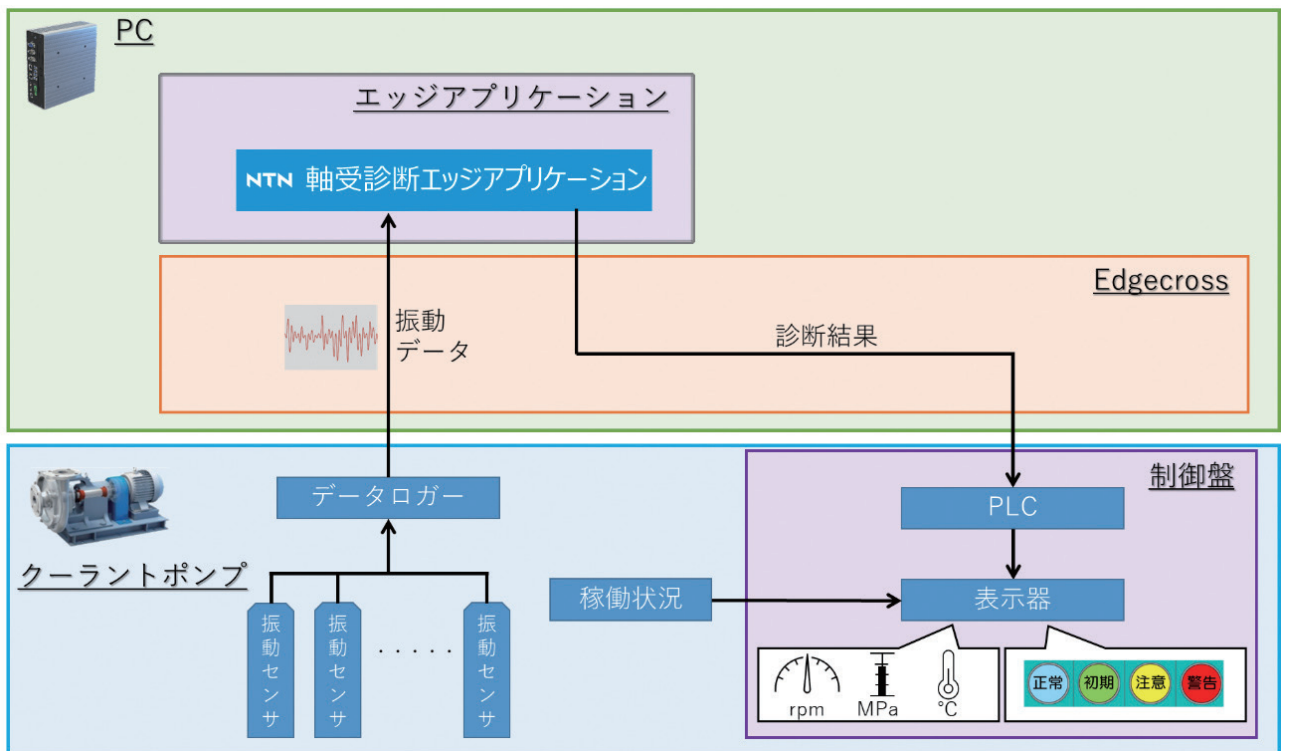 PC
エッジアプリケーション
NTN 軸受診断エッジアプリケーション
Edgecross
振動
データ
診断結果
クーラントポンプ
データロガー
振動センサ
振動センサ
・・・・・
振動センサ
稼働状況
制御盤
PLC
表示器
rpm
MPa
℃
正常
初期
注意
警告